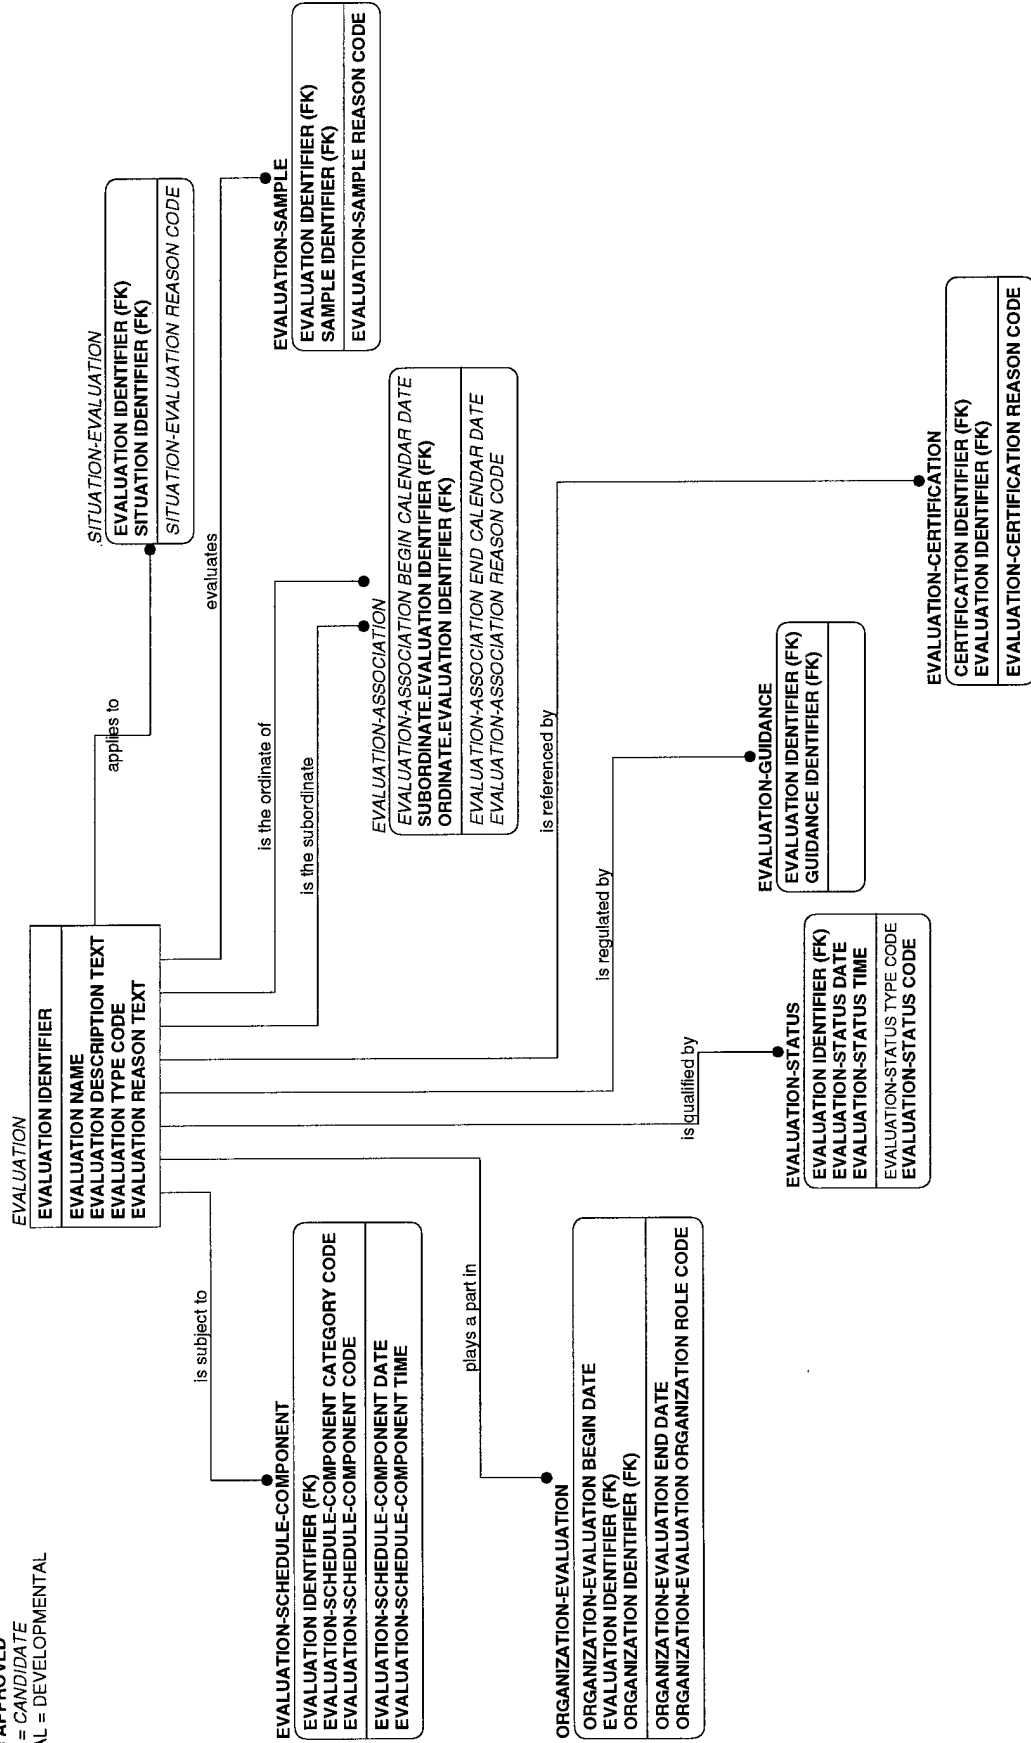 APPROVED
= CANDIDATE
AL = DEVELOPMENTAL
EVALUATION
EVALUATION IDENTIFIER
EVALUATION NAME
EVALUATION DESCRIPTION TEXT
EVALUATION TYPE CODE
EVALUATION REASON TEXT
applies to
SITUATION-EVALUATION
EVALUATION IDENTIFIER (FK)
SITUATION IDENTIFIER (FK)
SITUATION-EVALUATION REASON CODE
evaluates
EVALUATION-SAMPLE
EVALUATION IDENTIFIER (FK)
SAMPLE IDENTIFIER (FK)
EVALUATION-SAMPLE REASON CODE
is the ordinate of
is the subordinate
EVALUATION-ASSOCIATION
EVALUATION-ASSOCIATION BEGIN CALENDAR DATE
SUBORDINATE.EVALUATION IDENTIFIER (FK)
ORDINATE.EVALUATION IDENTIFIER (FK)
EVALUATION-ASSOCIATION END CALENDAR DATE
EVALUATION-ASSOCIATION REASON CODE
is subject to
EVALUATION-SCHEDULE-COMPONENT
EVALUATION IDENTIFIER (FK)
EVALUATION-SCHEDULE-COMPONENT CATEGORY CODE
EVALUATION-SCHEDULE-COMPONENT CODE
EVALUATION-SCHEDULE-COMPONENT DATE
EVALUATION-SCHEDULE-COMPONENT TIME
plays a part in
ORGANIZATION-EVALUATION
ORGANIZATION-EVALUATION BEGIN DATE
EVALUATION IDENTIFIER (FK)
ORGANIZATION IDENTIFIER (FK)
ORGANIZATION-EVALUATION END DATE
ORGANIZATION-EVALUATION ORGANIZATION ROLE CODE
is qualified by
EVALUATION-STATUS
EVALUATION IDENTIFIER (FK)
EVALUATION-STATUS DATE
EVALUATION-STATUS TIME
EVALUATION-STATUS TYPE CODE
EVALUATION-STATUS CODE
is regulated by
EVALUATION-GUIDANCE
EVALUATION IDENTIFIER (FK)
GUIDANCE IDENTIFIER (FK)
is referenced by
EVALUATION-CERTIFICATION
CERTIFICATION IDENTIFIER (FK)
EVALUATION IDENTIFIER (FK)
EVALUATION-CERTIFICATION REASON CODE